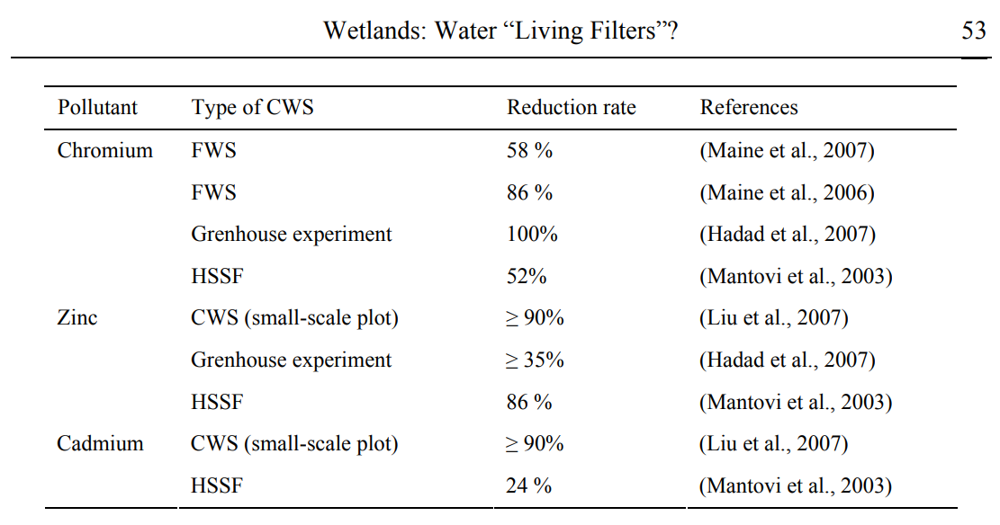 Wetlands: Water “Living Filters”? 53
Pollutant Type of CWS Reduction rate References
Chromium FWS 58 % (Maine et al., 2007)
FWS 86 % (Maine et al., 2006)
Grenhouse experiment 100% (Hadad et al., 2007)
HSSF 52% (Mantovi et al., 2003)
Zinc CWS (small-scale plot) ≥ 90% (Liu et al., 2007)
Grenhouse experiment ≥ 35% (Hadad et al., 2007)
HSSF 86 % (Mantovi et al., 2003)
Cadmium CWS (small-scale plot) ≥ 90% (Liu et al., 2007)
HSSF 24 % (Mantovi et al., 2003)